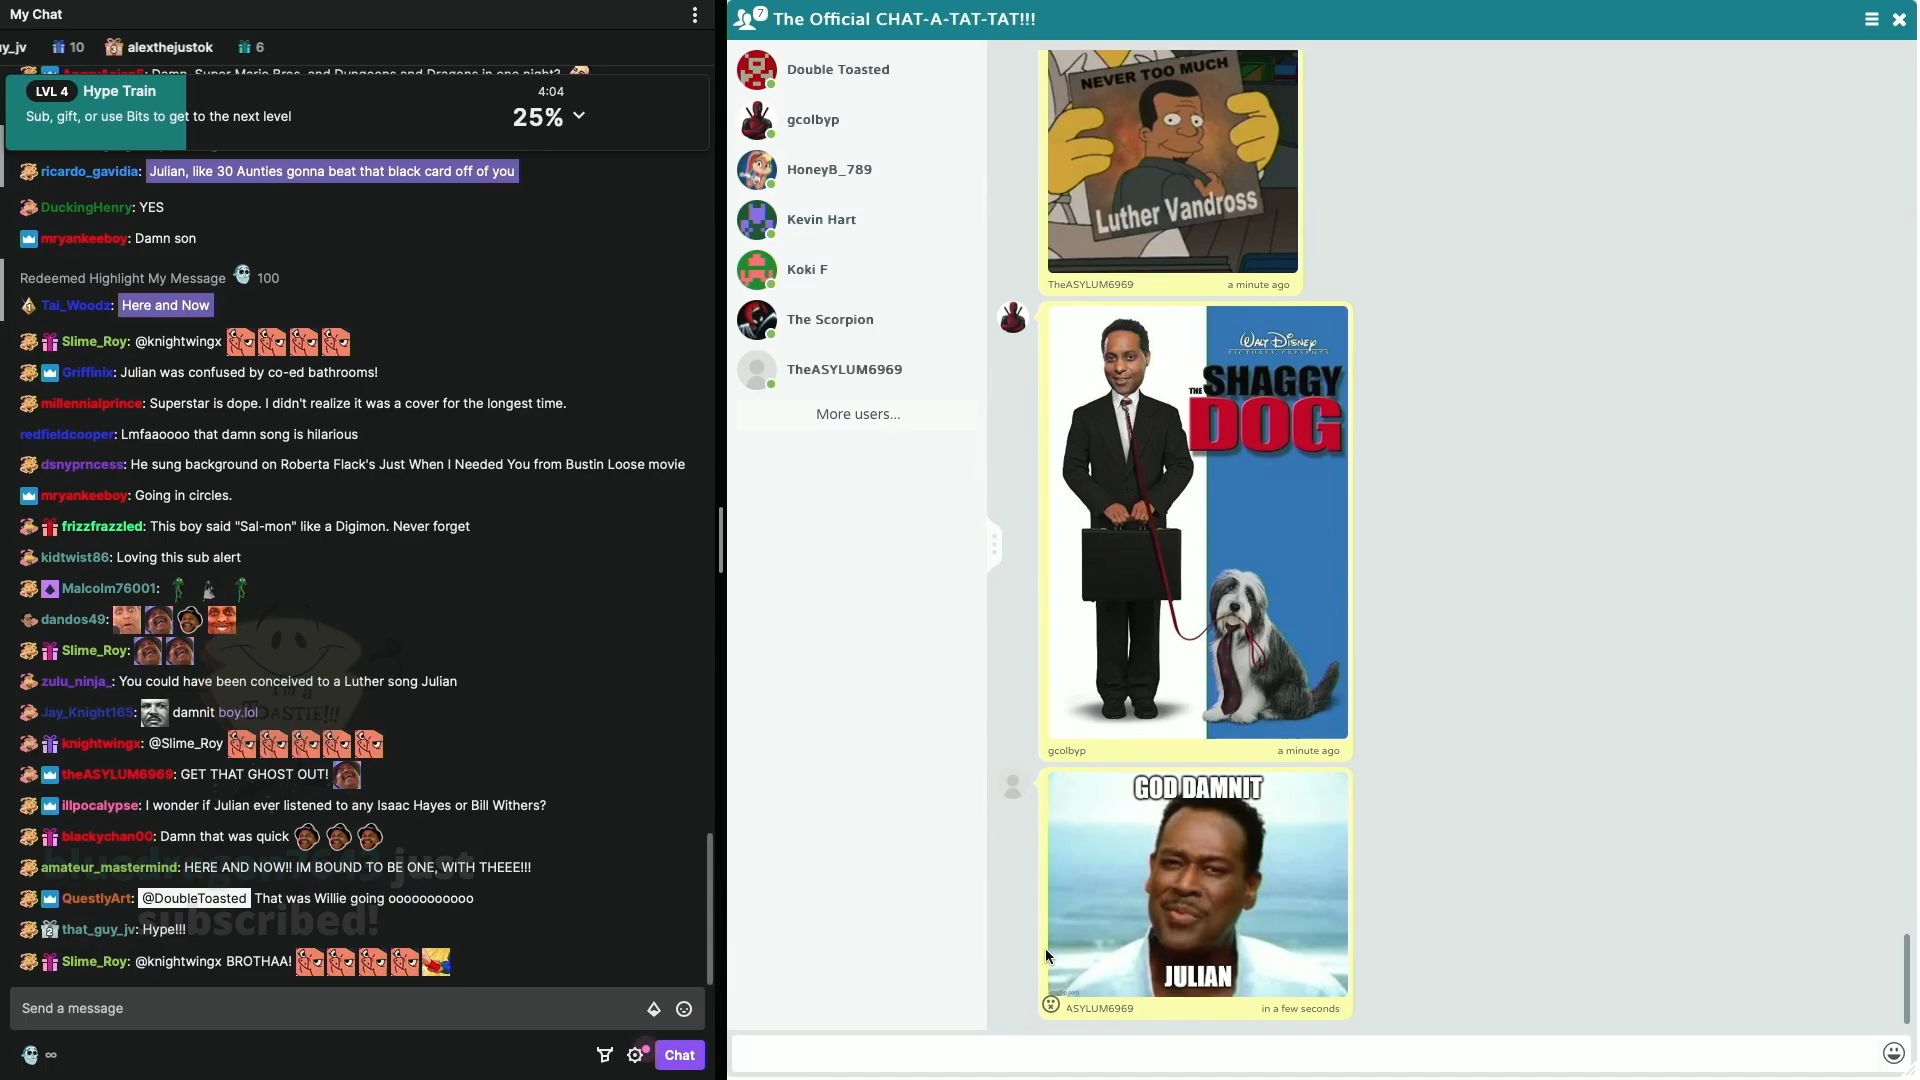 My Chat
y_jv 10 alexthejustok 6
LVL 4 Hype Train
4:04
Sub, gift, or use Bits to get to the next level
25%
ricardo_gavidia: Julian, like 30 Aunties gonna beat that black card off of you
DuckingHenry: YES
mryankeeboy: Damn son
Redeemed Highlight My Message 100
Tai_Woodz: Here and Now
Slime_Roy: @knightwingx
Griffinix: Julian was confused by co-ed bathrooms!
millennialprince: Superstar is dope. I didn't realize it was a cover for the longest time.
redfieldcooper: Lmfaaoooo that damn song is hilarious
dsnyprncess: He sung background on Roberta Flack's Just When I Needed You from Bustin Loose movie
mryankeeboy: Going in circles.
frizzfrazzled: This boy said "Sal-mon" like a Digimon. Never forget
kidtwist86: Loving this sub alert
Malcolm76001:
dandos49:
Slime_Roy:
zulu_ninja_: You could have been conceived to a Luther song Julian
Jay_Knight165: damnit boy.lol
knightwingx: @Slime_Roy
theASYLUM6969: GET THAT GHOST OUT!
illpocalypse: I wonder if Julian ever listened to any Isaac Hayes or Bill Withers?
blackychan00: Damn that was quick
amateur_mastermind: HERE AND NOW!! IM BOUND TO BE ONE, WITH THEEE!!!
QuestlyArt: @DoubleToasted That was Willie going ooooooooooo
that_guy_jv: Hype!!!
Slime_Roy: @knightwingx BROTHAA!
I'm a
TOASTIE!!!
just
subscribed!
Send a message
∞
Chat
7 The Official CHAT-A-TAT-TAT!!!
Double Toasted
gcolbyp
HoneyB_789
Kevin Hart
Koki F
The Scorpion
TheASYLUM6969
More users...
NEVER TOO MUCH
Luther Vandross
TheASYLUM6969 a minute ago
WALT DISNEY
PICTURES PRESENTS
THE SHAGGY
DOG
gcolbyp a minute ago
GOD DAMNIT
JULIAN
ASYLUM6969 in a few seconds